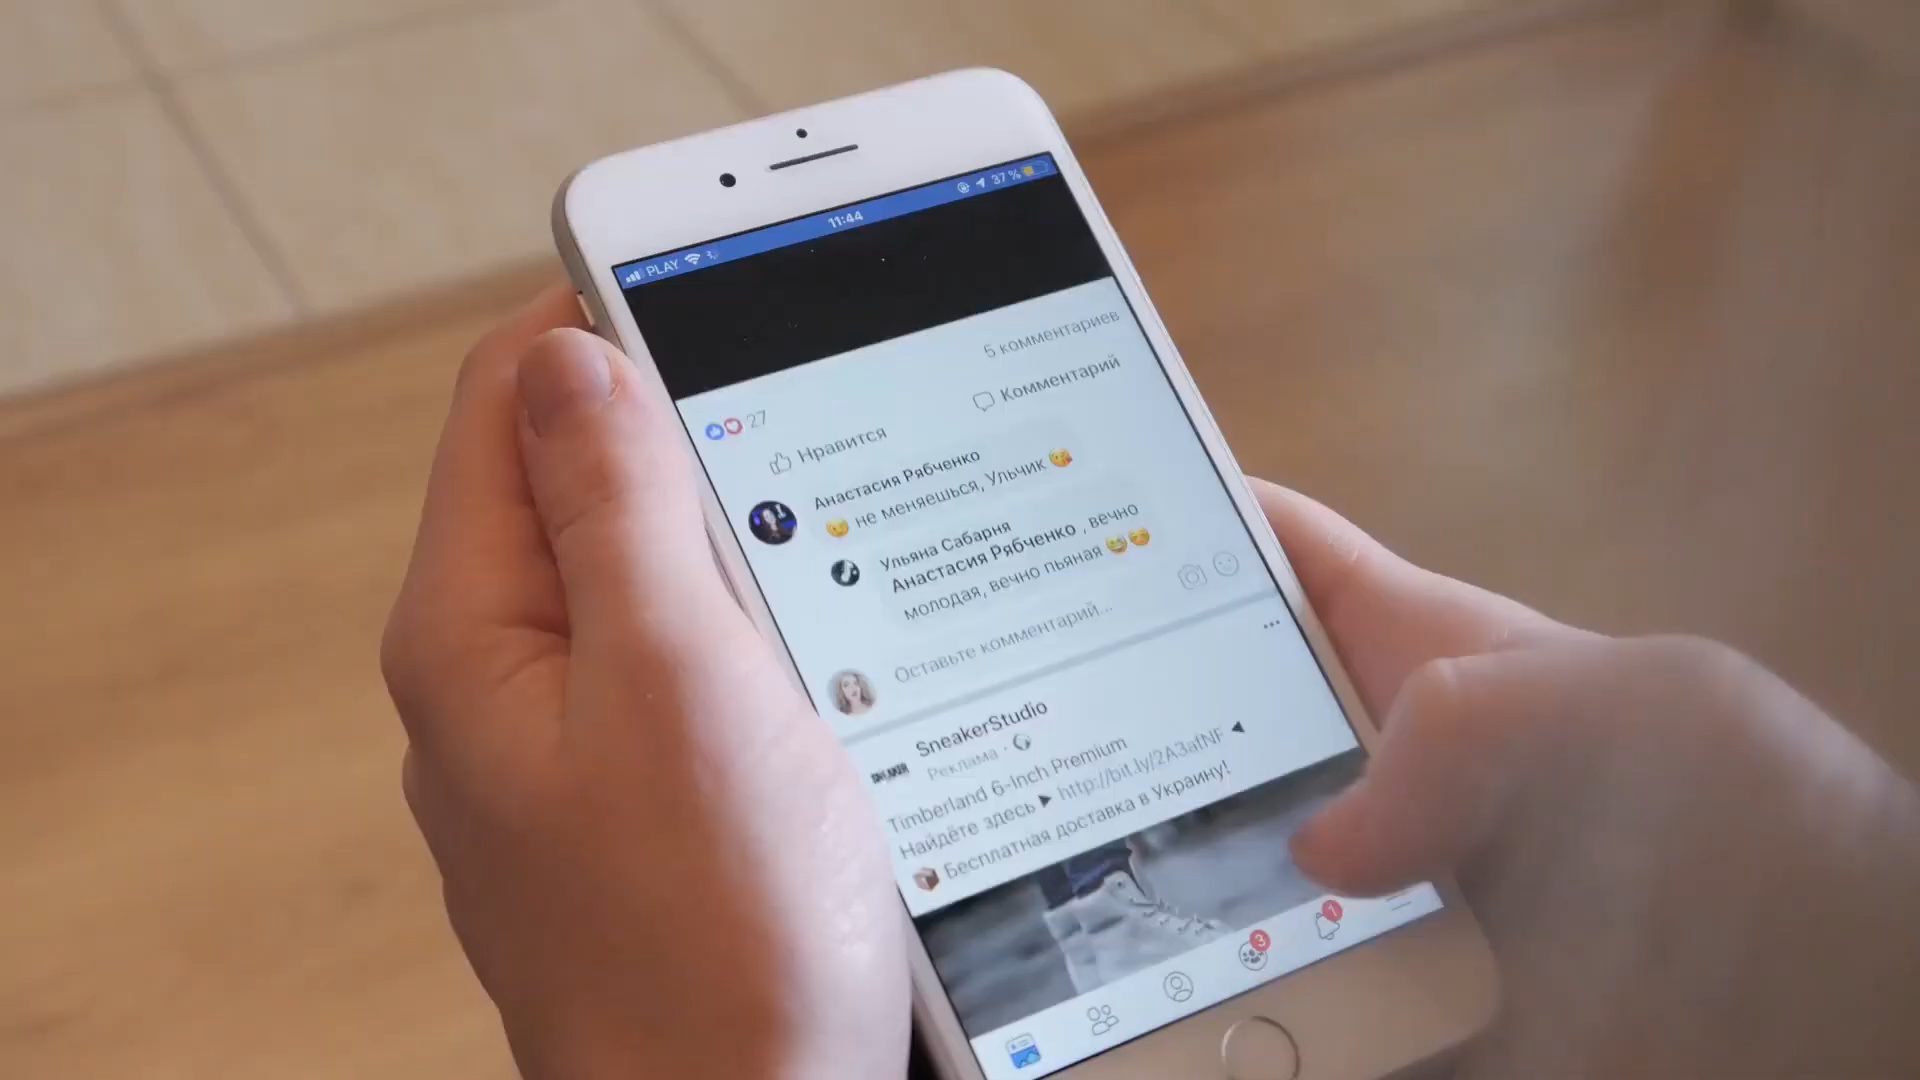 PLAY 11:44 37 %
27 6 комментариев
Нравится Комментарий
Анастасия Рябченко
😉 не меняешься, Ульчик 😘
Ульяна Сабарня
Анастасия Рябченко , вечно
молодая, вечно пьяная 😅😊
Оставьте комментарий...
SneakerStudio
Реклама ·
SNEAKER
Timberland 6-Inch Premium
Найдёте здесь ► http://bit.ly/2A3afNF ◄
📦 Бесплатная доставка в Украину!
3
1